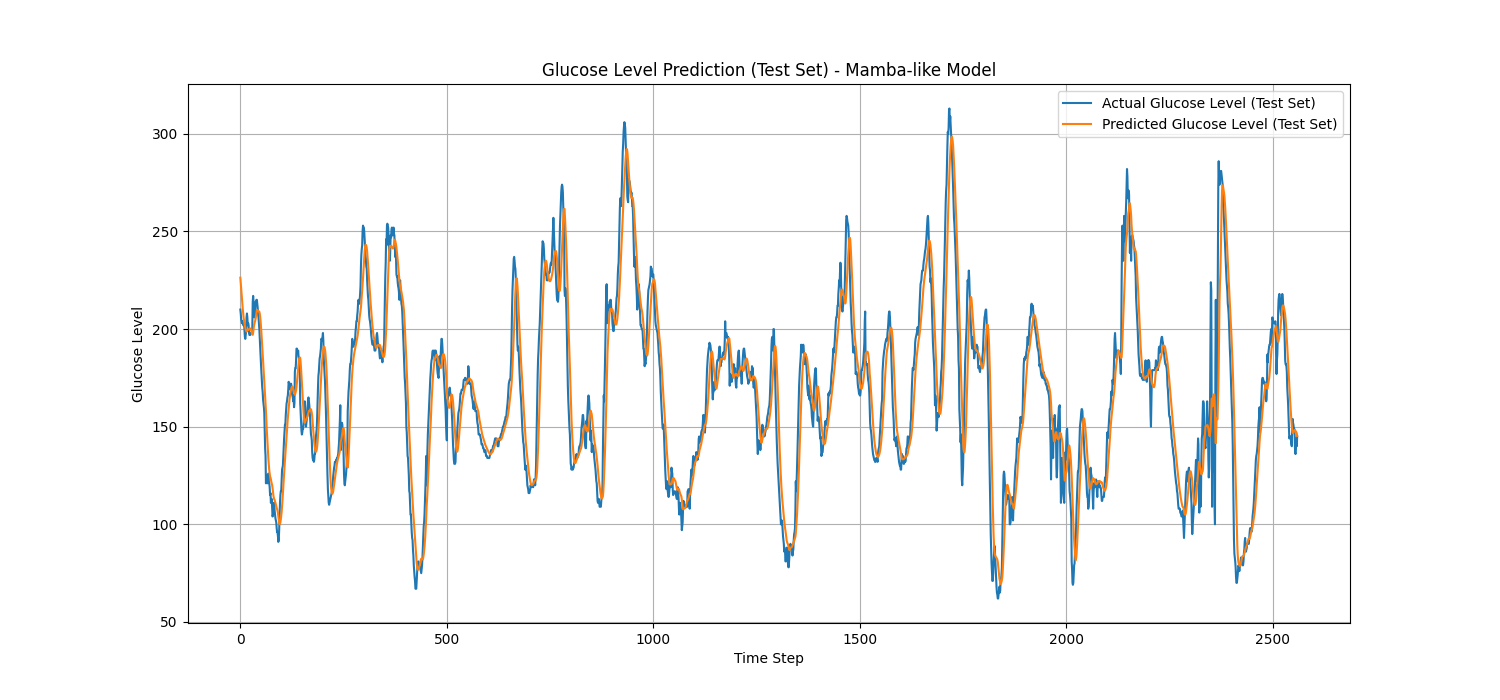 Glucose Level Prediction (Test Set) - Mamba-like Model
Actual Glucose Level (Test Set)
Predicted Glucose Level (Test Set)
300
250
200
150
100
50
Glucose Level
0 500 1000 1500 2000 2500
Time Step